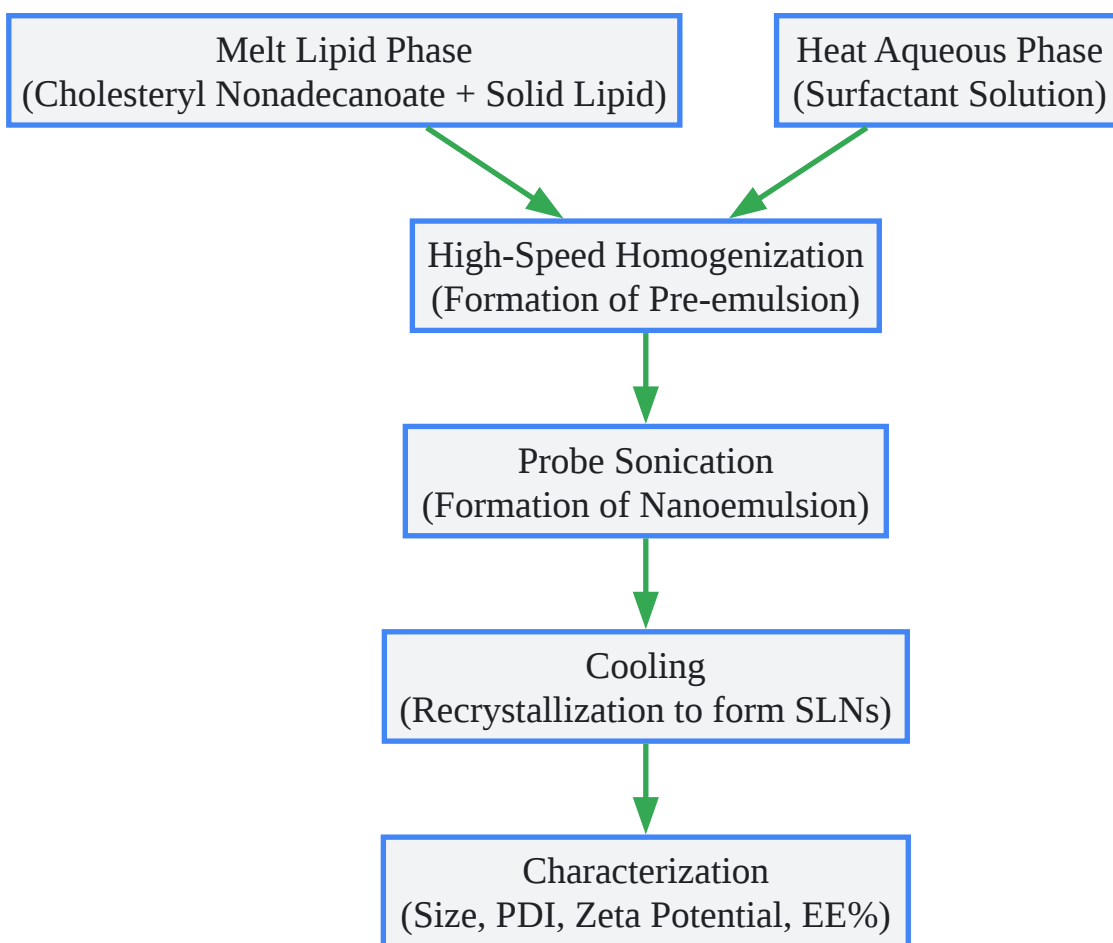 Melt Lipid Phase
(Cholesteryl Nonadecanoate + Solid Lipid)
Heat Aqueous Phase
(Surfactant Solution)
High-Speed Homogenization
(Formation of Pre-emulsion)
Probe Sonication
(Formation of Nanoemulsion)
Cooling
(Recrystallization to form SLNs)
Characterization
(Size, PDI, Zeta Potential, EE%)